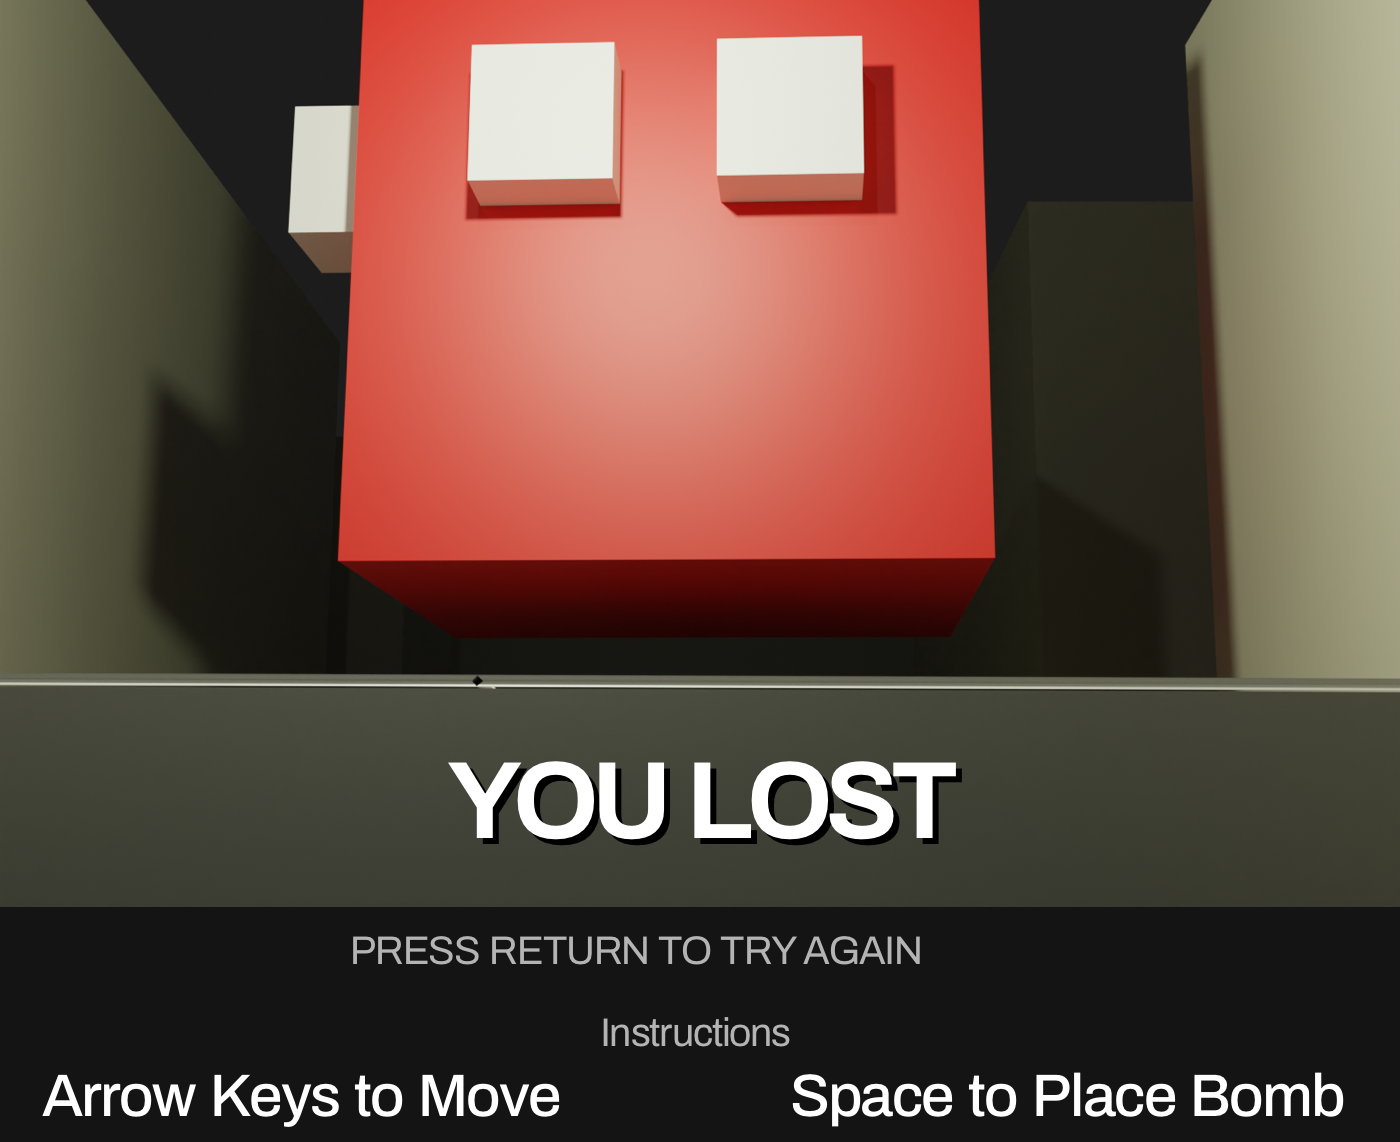 YOU LOST
PRESS RETURN TO TRY AGAIN
Instructions
Arrow Keys to Move
Space to Place Bomb